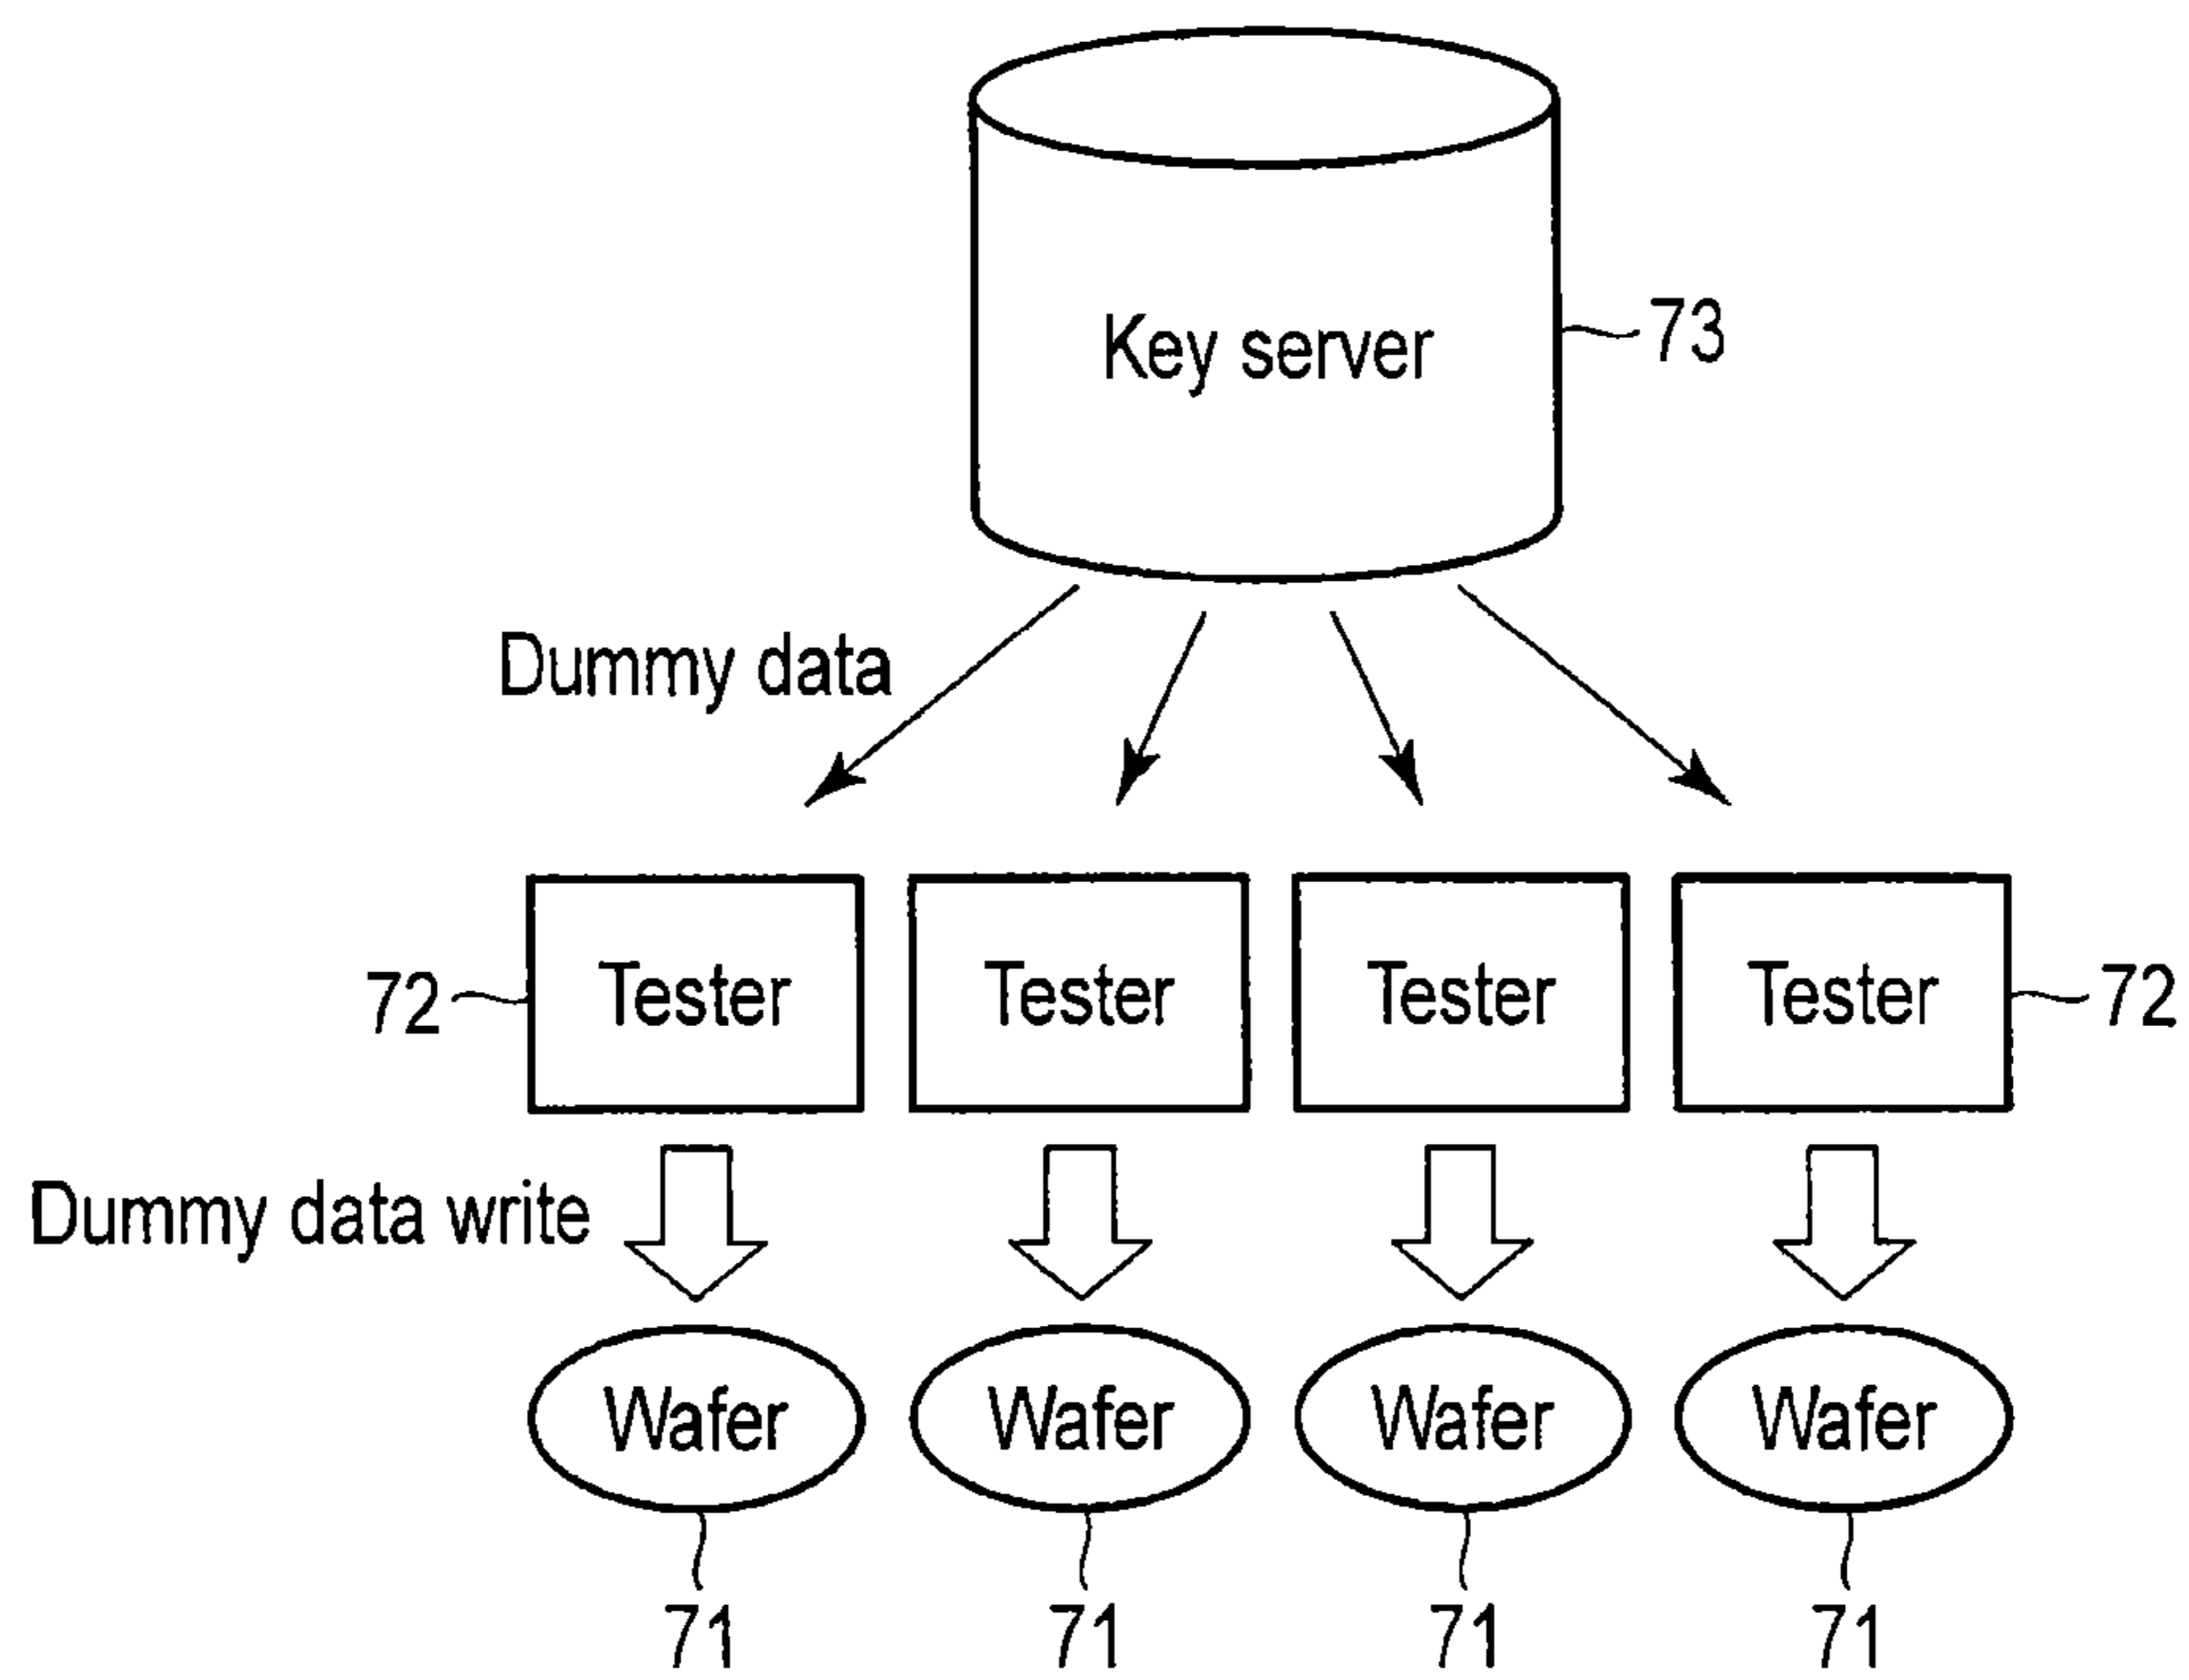 Key server
73
Dummy data
72
Tester
Tester
Tester
Tester
72
Dummy data write
Wafer
Wafer
Wafer
Wafer
71
71
71
71